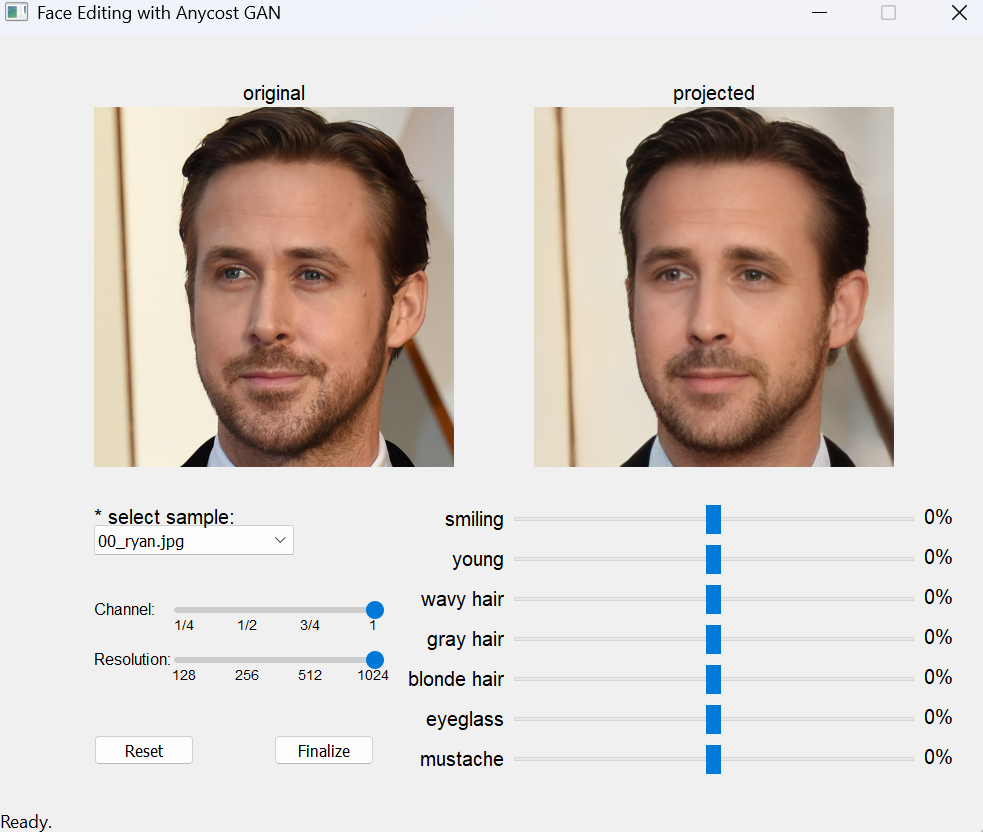 Face Editing with Anycost GAN
original
projected
* select sample:
00_ryan.jpg
Channel:
1/4 1/2 3/4 1
Resolution:
128 256 512 1024
Reset
Finalize
smiling 0%
young 0%
wavy hair 0%
gray hair 0%
blonde hair 0%
eyeglass 0%
mustache 0%
Ready.